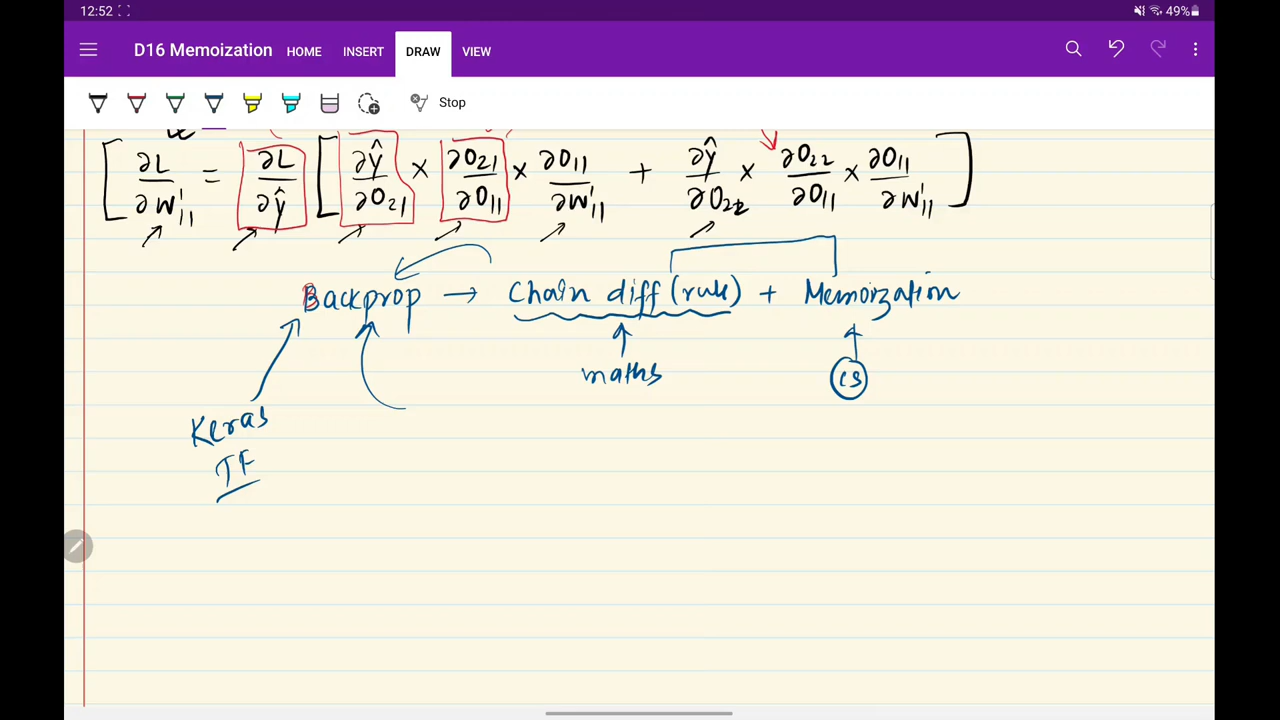 12:52 49%
D16 Memoization HOME INSERT DRAW VIEW
Stop
[∂L/∂W'₁₁ = ∂L/∂ŷ [∂ŷ/∂O₂₁ × ∂O₂₁/∂O₁₁ × ∂O₁₁/∂W'₁₁ + ∂ŷ/∂O₂₂ × ∂O₂₂/∂O₁₁ × ∂O₁₁/∂W'₁₁]
Backprop → Chain diff (rule) + Memoization
maths CS
Keras
TF